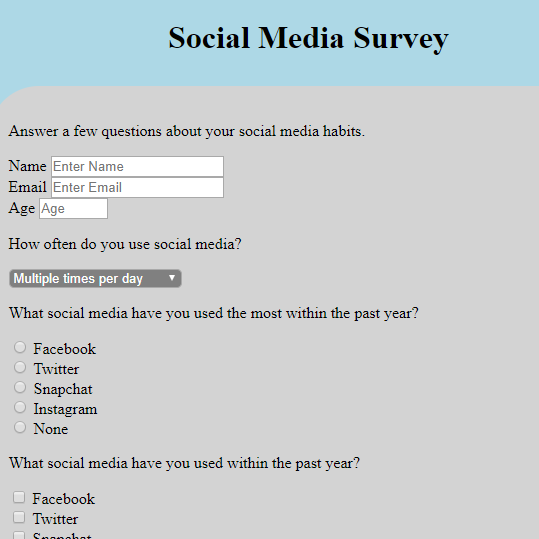 Social Media Survey
Answer a few questions about your social media habits.
Name Enter Name
Email Enter Email
Age Age
How often do you use social media?
Multiple times per day
What social media have you used the most within the past year?
Facebook
Twitter
Snapchat
Instagram
None
What social media have you used within the past year?
Facebook
Twitter
Snapchat